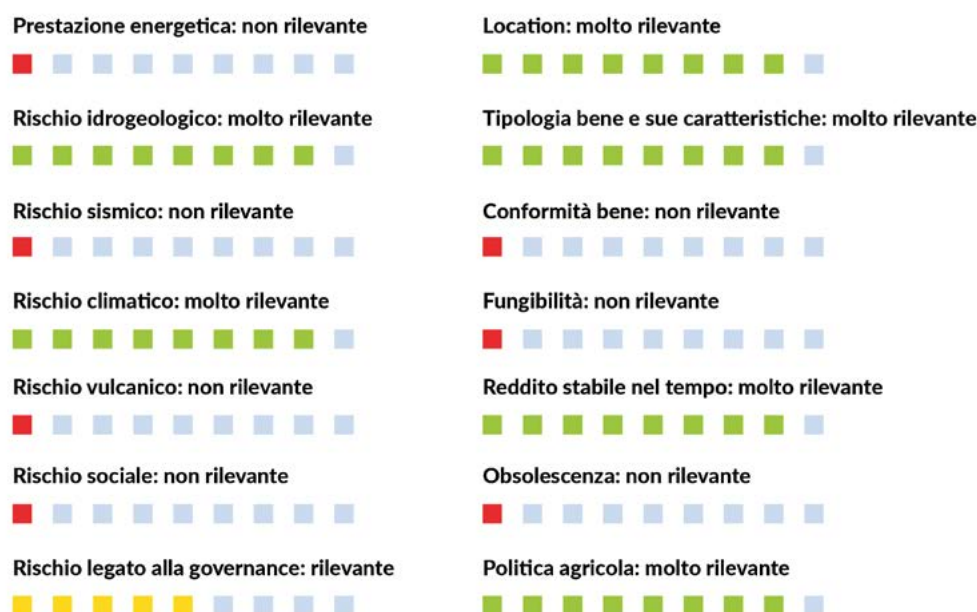 Prestazione energetica: non rilevante
Location: molto rilevante
Rischio idrogeologico: molto rilevante
Tipologia bene e sue caratteristiche: molto rilevante
Rischio sismico: non rilevante
Conformità bene: non rilevante
Rischio climatico: molto rilevante
Fungibilità: non rilevante
Rischio vulcanico: non rilevante
Reddito stabile nel tempo: molto rilevante
Rischio sociale: non rilevante
Obsolescenza: non rilevante
Rischio legato alla governance: rilevante
Politica agricola: molto rilevante